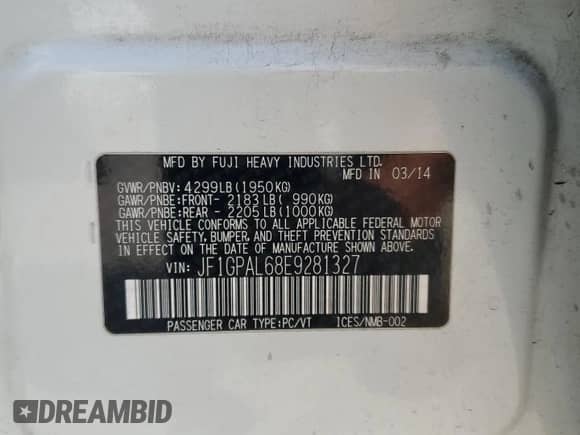 MFD BY FUJI HEAVY INDUSTRIES LTD.
MFD IN 03/14
GVWR/PNBV: 4299LB(1950KG)
GAWR/PNBE:FRONT- 2183LB( 990KG)
GAWR/PNBE:REAR - 2205LB(1000KG)
THIS VEHICLE CONFORMS TO ALL APPLICABLE FEDERAL MOTOR
VEHICLE SAFETY, BUMPER, AND THEFT PREVENTION STANDARDS
IN EFFECT ON THE DATE OF MANUFACTURE SHOWN ABOVE.
VIN: JF1GPAL68E9281327
PASSENGER CAR TYPE:PC/VT ICES/NMB-002
DREAMBID